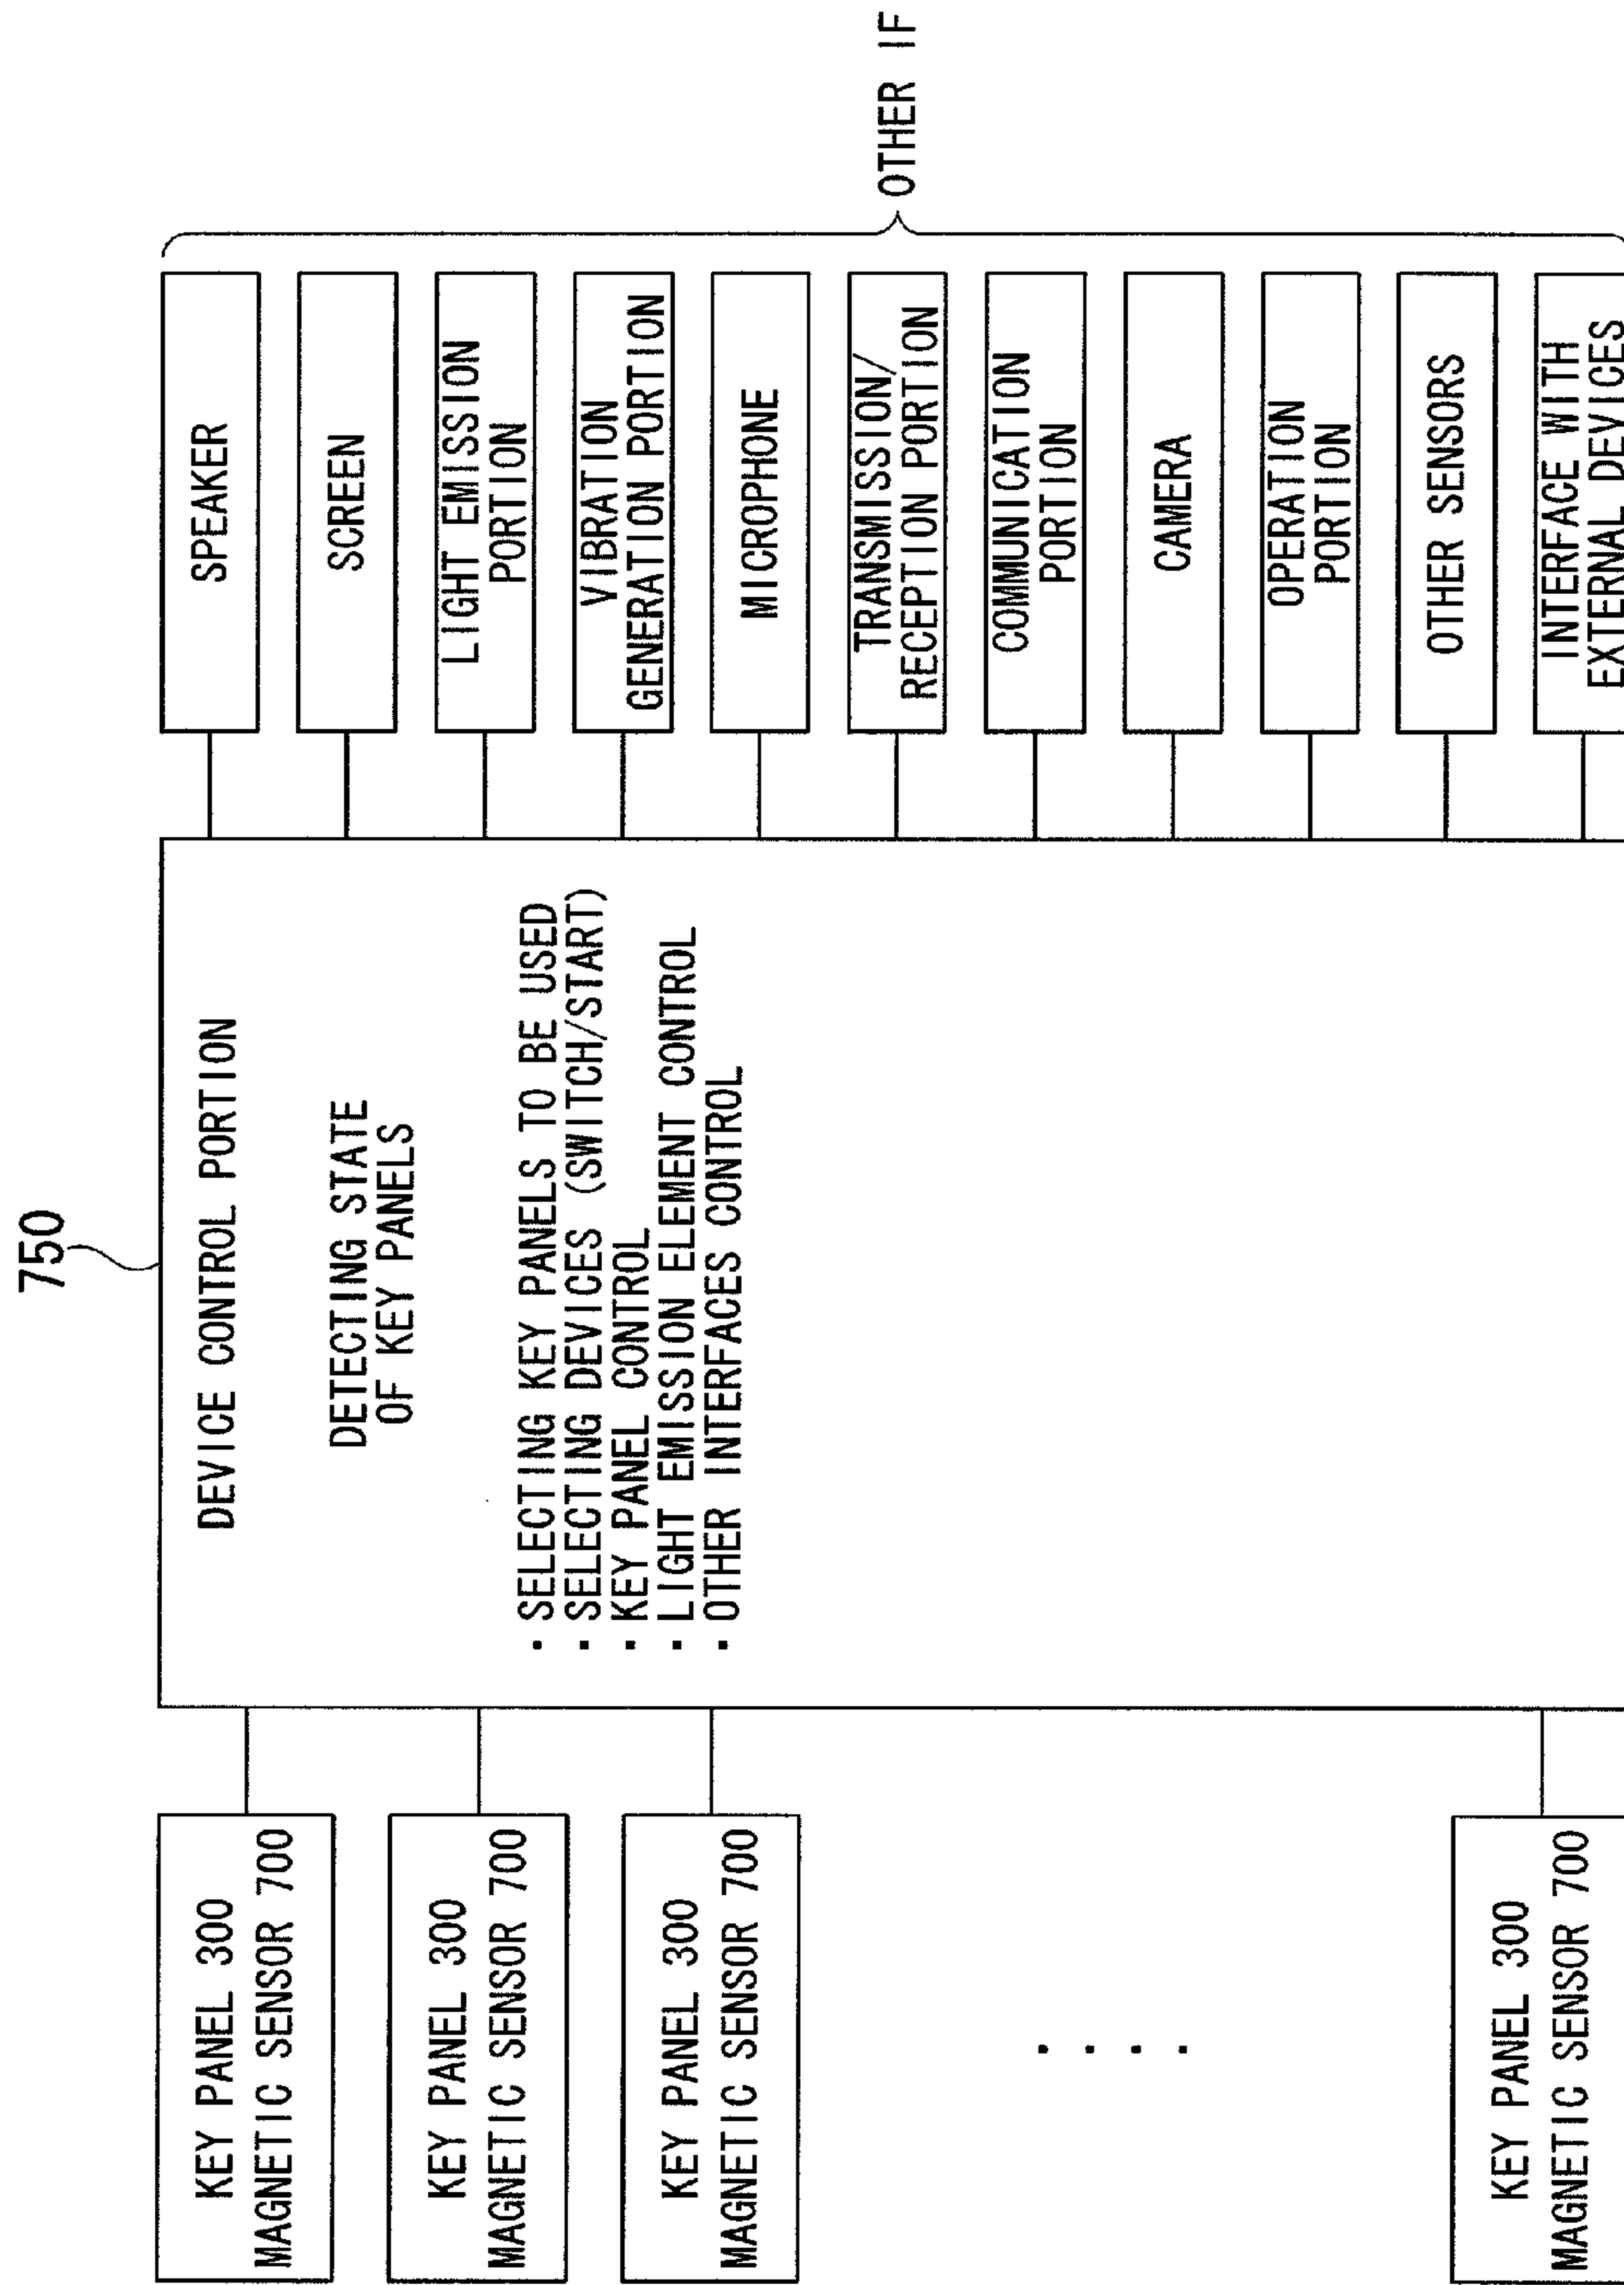 750
KEY PANEL 300
MAGNETIC SENSOR 700
KEY PANEL 300
MAGNETIC SENSOR 700
KEY PANEL 300
MAGNETIC SENSOR 700
. . . .
KEY PANEL 300
MAGNETIC SENSOR 700
DEVICE CONTROL PORTION
DETECTING STATE
OF KEY PANELS
· SELECTING KEY PANELS TO BE USED
· SELECTING DEVICES (SWITCH/START)
· KEY PANEL CONTROL
· LIGHT EMISSION ELEMENT CONTROL
· OTHER INTERFACES CONTROL
SPEAKER
SCREEN
LIGHT EMISSION
PORTION
VIBRATION
GENERATION PORTION
MICROPHONE
TRANSMISSION/
RECEPTION PORTION
COMMUNICATION
PORTION
CAMERA
OPERATION
PORTION
OTHER SENSORS
INTERFACE WITH
EXTERNAL DEVICES
OTHER IF